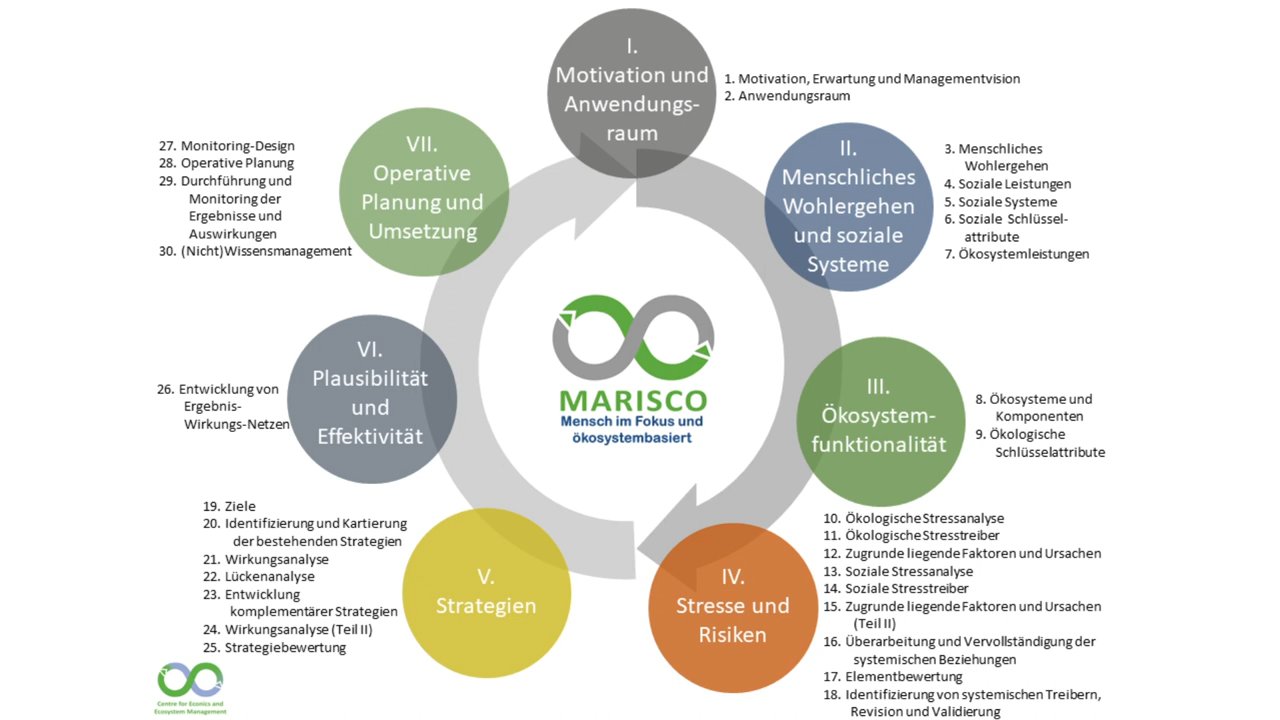 I.
Motivation und
Anwendungs-
raum
1. Motivation, Erwartung und Managementvision
2. Anwendungsraum
II.
Menschliches
Wohlergehen
und soziale
Systeme
3. Menschliches
Wohlergehen
4. Soziale Leistungen
5. Soziale Systeme
6. Soziale Schlüssel-
attribute
7. Ökosystemleistungen
III.
Ökosystem-
funktionalität
8. Ökosysteme und
Komponenten
9. Ökologische
Schlüsselattribute
IV.
Stresse und
Risiken
10. Ökologische Stressanalyse
11. Ökologische Stresstreiber
12. Zugrunde liegende Faktoren und Ursachen
13. Soziale Stressanalyse
14. Soziale Stresstreiber
15. Zugrunde liegende Faktoren und Ursachen
(Teil II)
16. Überarbeitung und Vervollständigung der
systemischen Beziehungen
17. Elementbewertung
18. Identifizierung von systemischen Treibern,
Revision und Validierung
V.
Strategien
19. Ziele
20. Identifizierung und Kartierung
der bestehenden Strategien
21. Wirkungsanalyse
22. Lückenanalyse
23. Entwicklung
komplementärer Strategien
24. Wirkungsanalyse (Teil II)
25. Strategiebewertung
VI.
Plausibilität
und
Effektivität
26. Entwicklung von
Ergebnis-
Wirkungs-Netzen
VII.
Operative
Planung und
Umsetzung
27. Monitoring-Design
28. Operative Planung
29. Durchführung und
Monitoring der
Ergebnisse und
Auswirkungen
30. (Nicht)Wissensmanagement
MARISCO
Mensch im Fokus und
ökosystembasiert
Centre for Econics and
Ecosystem Management